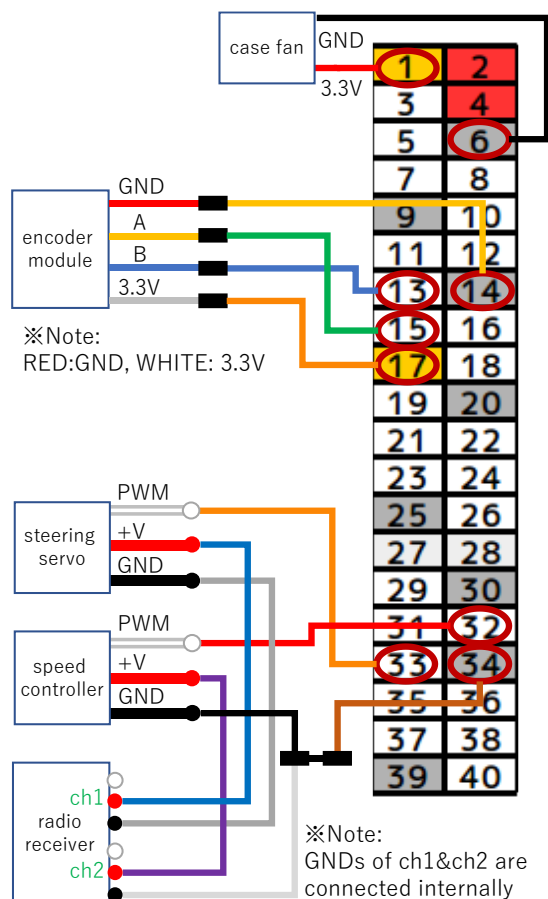 case fan
GND
3.3V
1 2
3 4
5 6
7 8
9 10
11 12
13 14
15 16
17 18
19 20
21 22
23 24
25 26
27 28
29 30
31 32
33 34
35 36
37 38
39 40
encoder
module
GND
A
B
3.3V
※Note:
RED:GND, WHITE: 3.3V
steering
servo
PWM
+V
GND
speed
controller
PWM
+V
GND
radio
receiver
ch1
ch2
※Note:
GNDs of ch1&ch2 are
connected internally